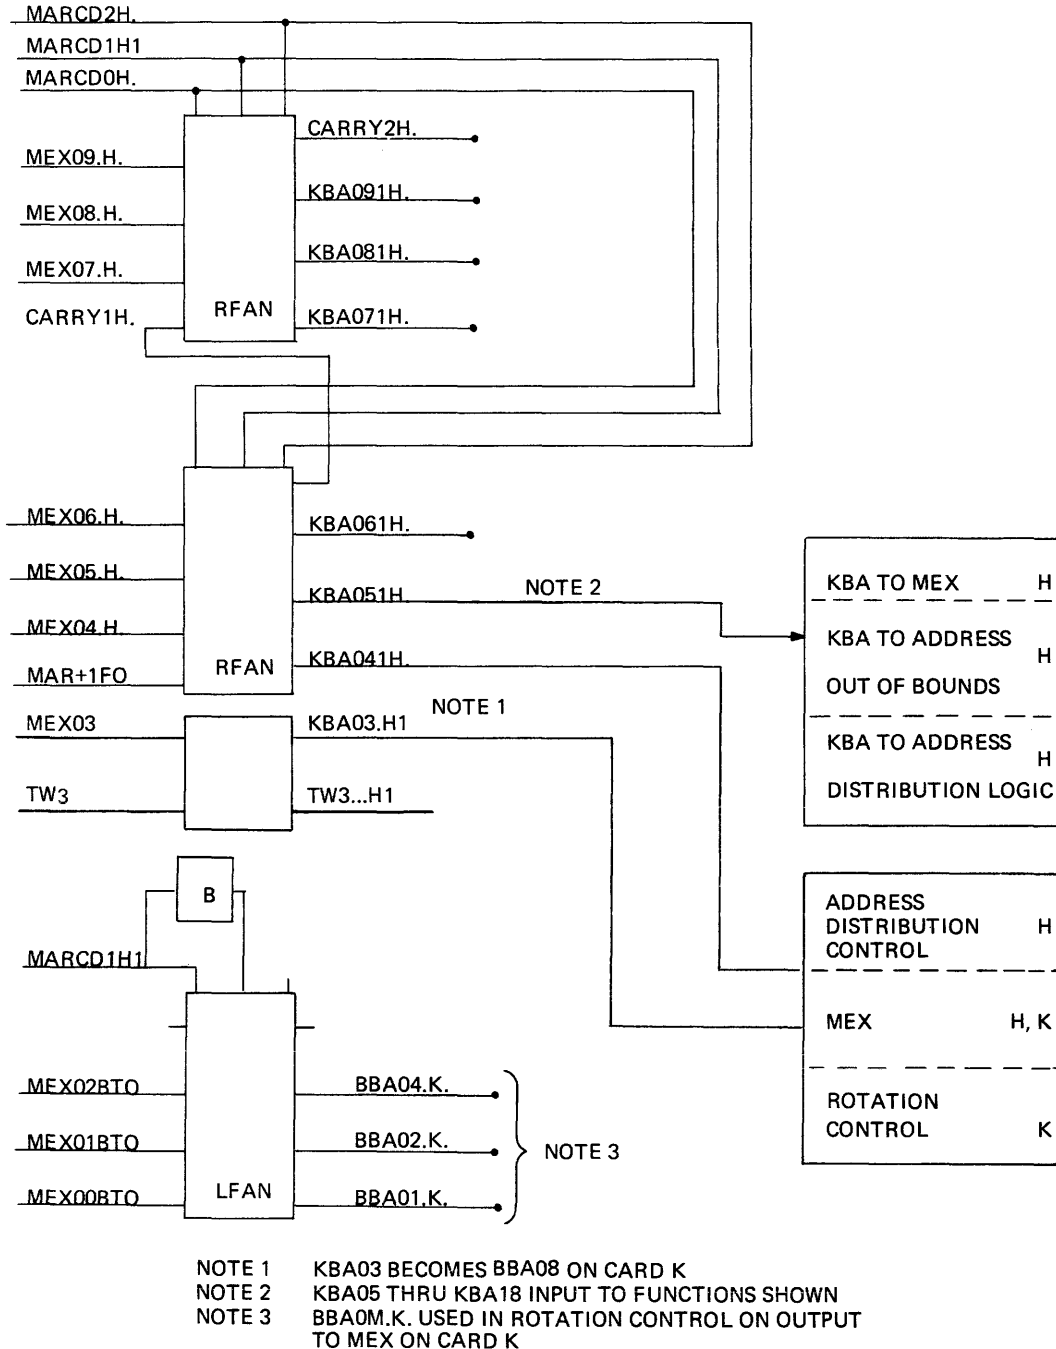 MARCD2H.
MARCD1H1
MARCD0H.
CARRY2H.
MEX09.H.
KBA091H.
MEX08.H.
KBA081H.
MEX07.H.
RFAN
CARRY1H.
KBA071H.
MEX06.H.
KBA061H.
MEX05.H.
KBA051H.
NOTE 2
MEX04.H.
RFAN
KBA041H.
MAR+1FO
NOTE 1
MEX03
KBA03.H1
TW3
TW3...H1
KBA TO MEX H
KBA TO ADDRESS
H
OUT OF BOUNDS
KBA TO ADDRESS
H
DISTRIBUTION LOGIC
B
MARCD1H1
ADDRESS
DISTRIBUTION H
CONTROL
MEX H, K
ROTATION
CONTROL K
MEX02BTO
BBA04.K.
MEX01BTO
BBA02.K.
NOTE 3
MEX00BTO
LFAN
BBA01.K.
NOTE 1 KBA03 BECOMES BBA08 ON CARD K
NOTE 2 KBA05 THRU KBA18 INPUT TO FUNCTIONS SHOWN
NOTE 3 BBA0M.K. USED IN ROTATION CONTROL ON OUTPUT
TO MEX ON CARD K